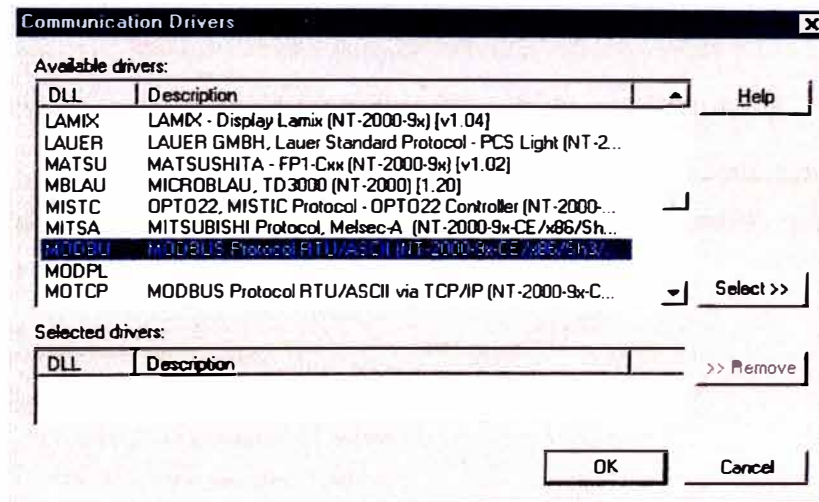 Communication Drivers
Available drivers:
DLL Description
LAMIX LAMIX - Display Lamix (NT-2000-9x) [v1.04]
LAUER LAUER GMBH, Lauer Standard Protocol - PCS Light (NT-2...
MATSU MATSUSHITA - FP1-Cxx (NT-2000-9x) [v1.02]
MBLAU MICROBLAU, TD3000 (NT-2000) [1.20]
MISTC OPTO22, MISTIC Protocol - OPTO22 Controller (NT-2000-...
MITSA MITSUBISHI Protocol, Melsec-A (NT-2000-9x-CE/x86/Sh...
MODBU MODBUS Protocol RTU/ASCII (NT-2000-9x-CE/x86/Sh3/...
MODPL
MOTCP MODBUS Protocol RTU/ASCII via TCP/IP (NT-2000-9x-C...
Help
Select >>
Selected drivers:
DLL Description
>> Remove
OK Cancel